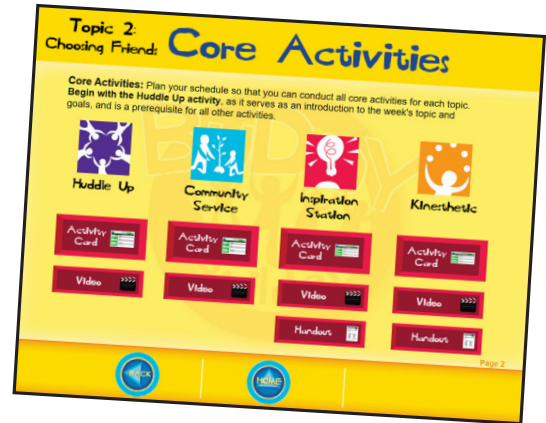 Topic 2:
Choosing Friends
Core Activities
Core Activities: Plan your schedule so that you can conduct all core activities for each topic.
Begin with the Huddle Up activity, as it serves as an introduction to the week's topic and
goals, and is a prerequisite for all other activities.
Huddle Up
Community
Service
Inspiration
Station
Kinesthetic
Activity
Card
Activity
Card
Activity
Card
Activity
Card
Video
Video
Video
Video
Handout
Handout
Page 2
BACK
HOME